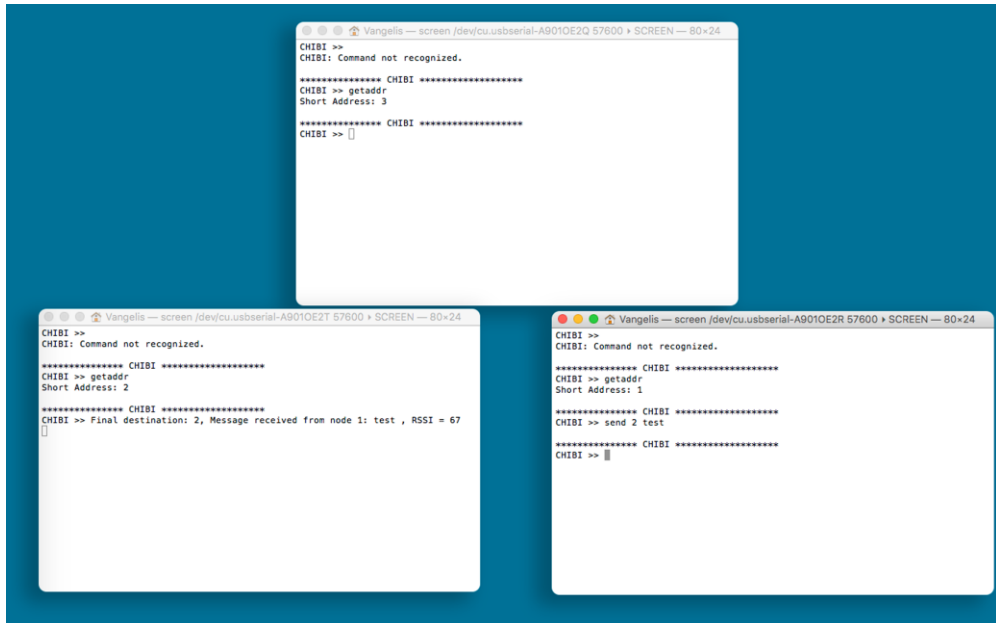 Vangelis — screen /dev/cu.usbserial-A901OE2Q 57600 ▸ SCREEN — 80×24
CHIBI >>
CHIBI: Command not recognized.
*************** CHIBI *******************
CHIBI >> getaddr
Short Address: 3
*************** CHIBI *******************
CHIBI >>
Vangelis — screen /dev/cu.usbserial-A901OE2T 57600 ▸ SCREEN — 80×24
CHIBI >>
CHIBI: Command not recognized.
*************** CHIBI *******************
CHIBI >> getaddr
Short Address: 2
*************** CHIBI *******************
CHIBI >> Final destination: 2, Message received from node 1: test , RSSI = 67
Vangelis — screen /dev/cu.usbserial-A901OE2R 57600 ▸ SCREEN — 80×24
CHIBI >>
CHIBI: Command not recognized.
*************** CHIBI *******************
CHIBI >> getaddr
Short Address: 1
*************** CHIBI *******************
CHIBI >> send 2 test
*************** CHIBI *******************
CHIBI >>